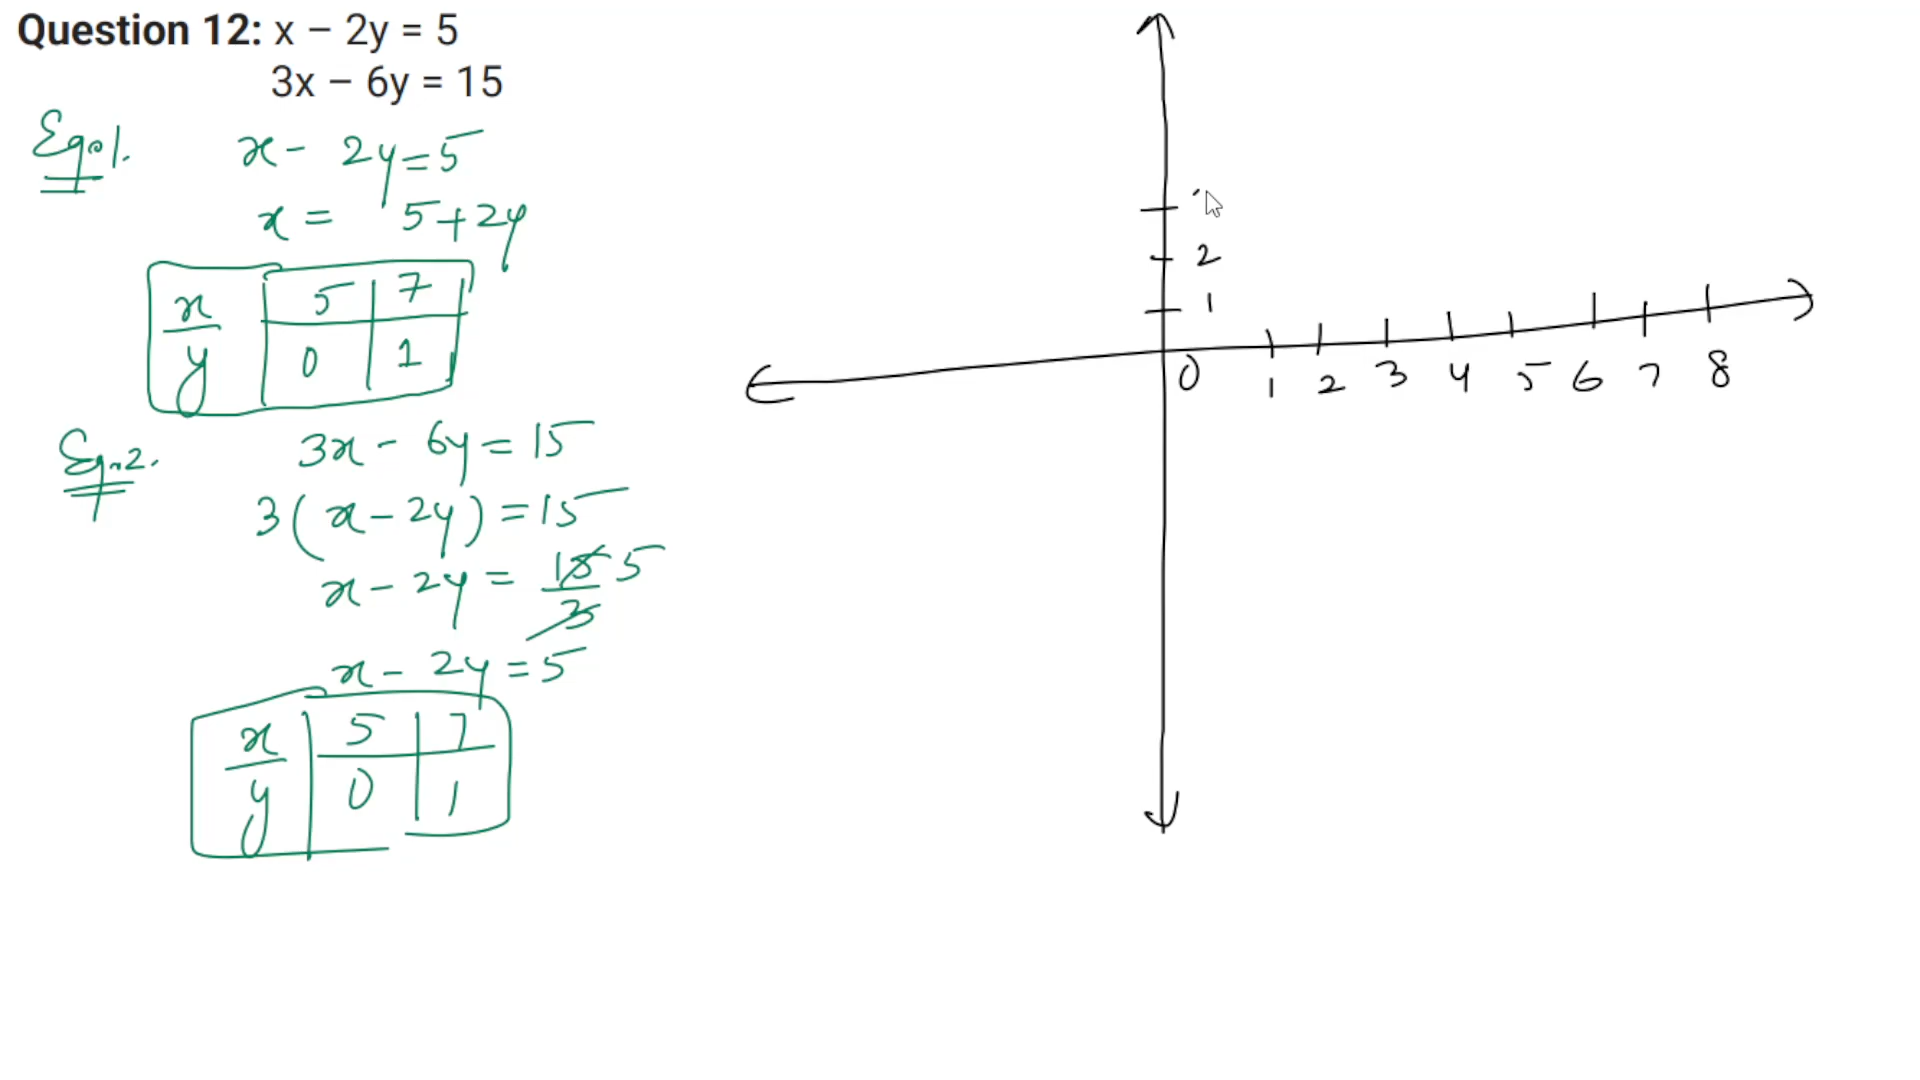 Question 12: x – 2y = 5
3x – 6y = 15
Eqn 1.
x - 2y = 5
x = 5 + 2y
x 5 7
y 0 1
Eqn 2.
3x - 6y = 15
3(x - 2y) = 15
x - 2y = 15/3 5
x - 2y = 5
x 5 7
y 0 1
2
1
0 1 2 3 4 5 6 7 8